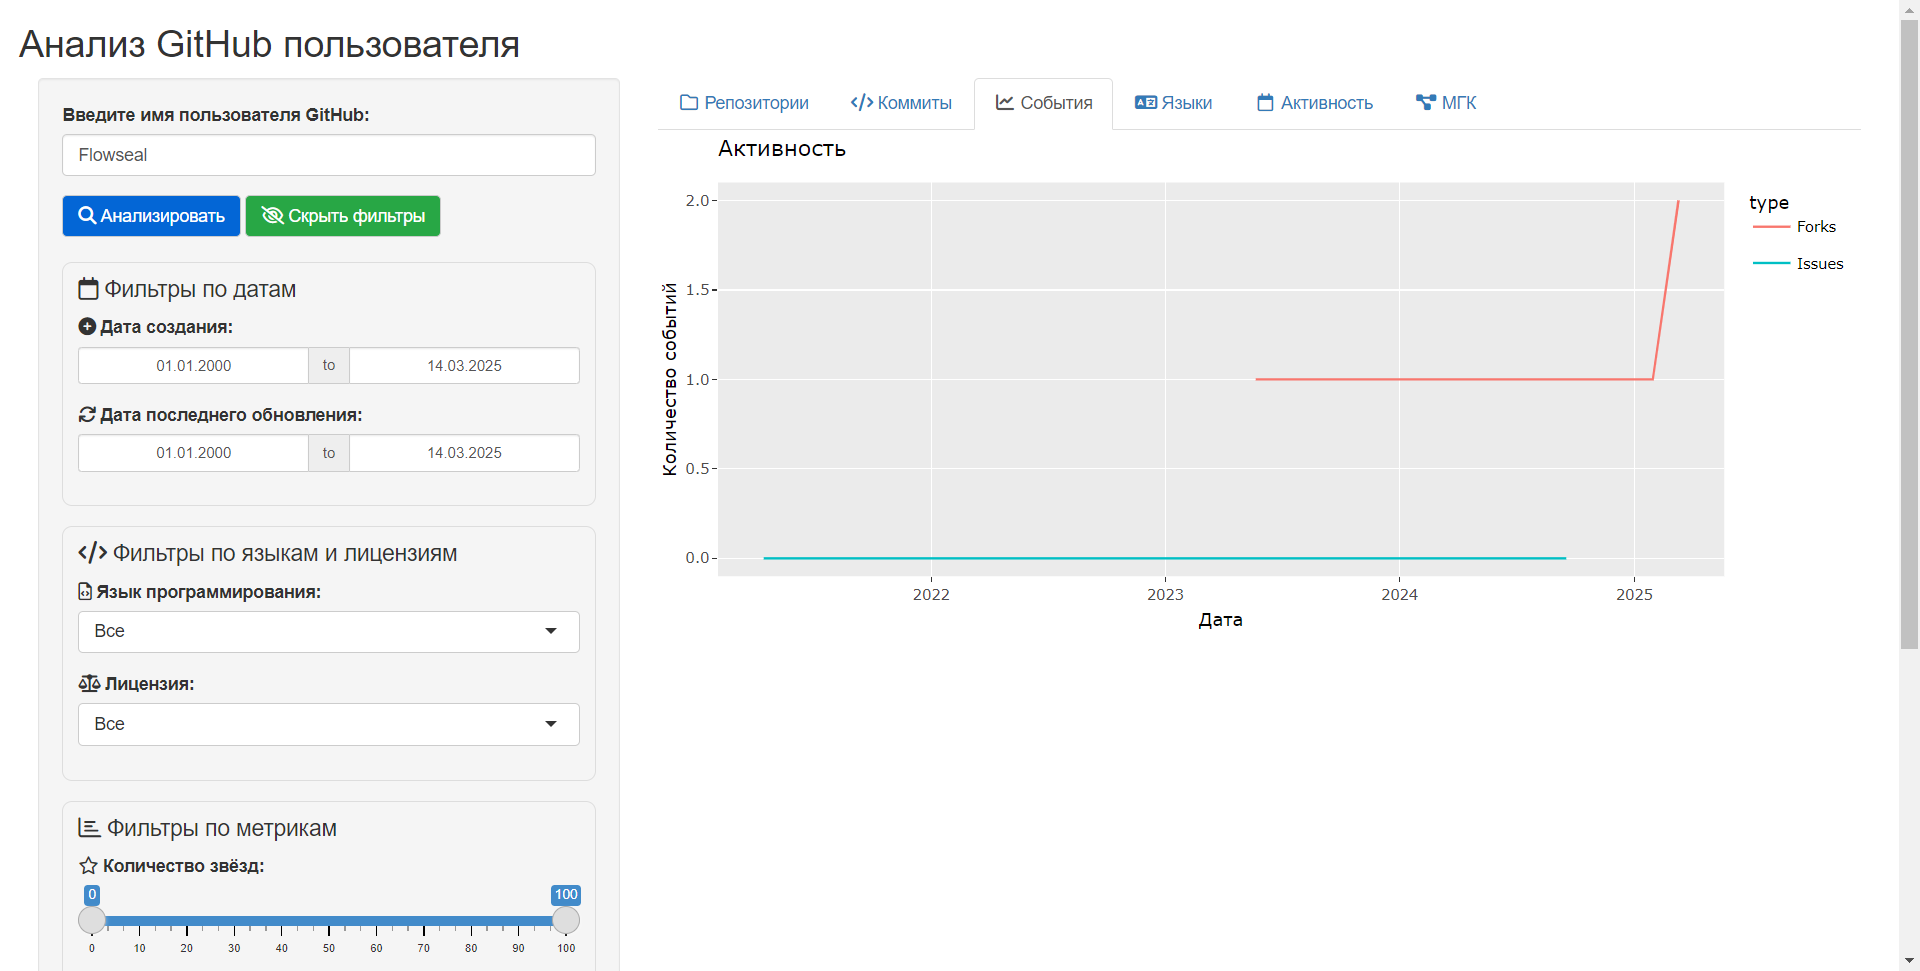 Анализ GitHub пользователя
Введите имя пользователя GitHub:
Flowseal
Анализировать
Скрыть фильтры
Фильтры по датам
Дата создания:
01.01.2000 to 14.03.2025
Дата последнего обновления:
01.01.2000 to 14.03.2025
Фильтры по языкам и лицензиям
Язык программирования:
Все
Лицензия:
Все
Фильтры по метрикам
Количество звёзд:
0 100
0 10 20 30 40 50 60 70 80 90 100
Репозитории Коммиты События Языки Активность МГК
Активность
Количество событий
2.0
1.5
1.0
0.5
0.0
2022 2023 2024 2025
Дата
type
Forks
Issues